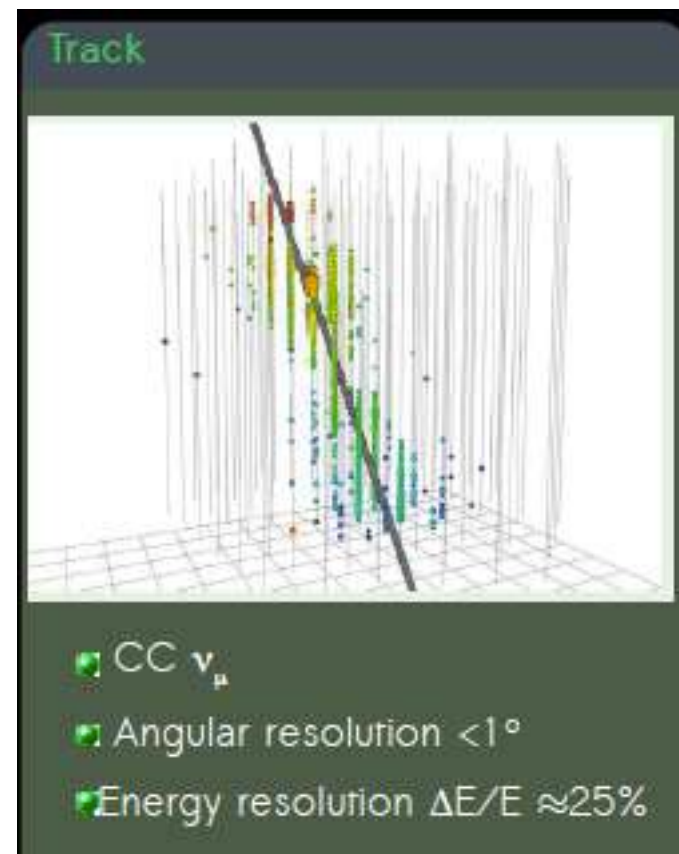 Track
CC νμ
Angular resolution <1°
Energy resolution ΔE/E ≈25%